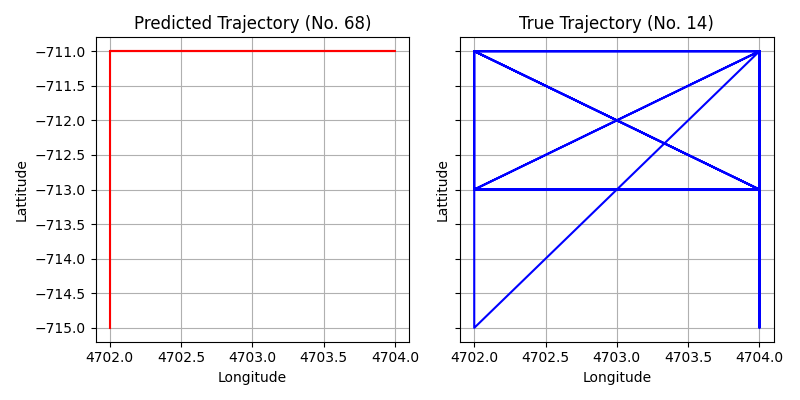 Predicted Trajectory (No. 68)
True Trajectory (No. 14)
−711.0
−711.5
−712.0
−712.5
−713.0
−713.5
−714.0
−714.5
−715.0
Lattitude
Lattitude
4702.0 4702.5 4703.0 4703.5 4704.0
4702.0 4702.5 4703.0 4703.5 4704.0
Longitude
Longitude